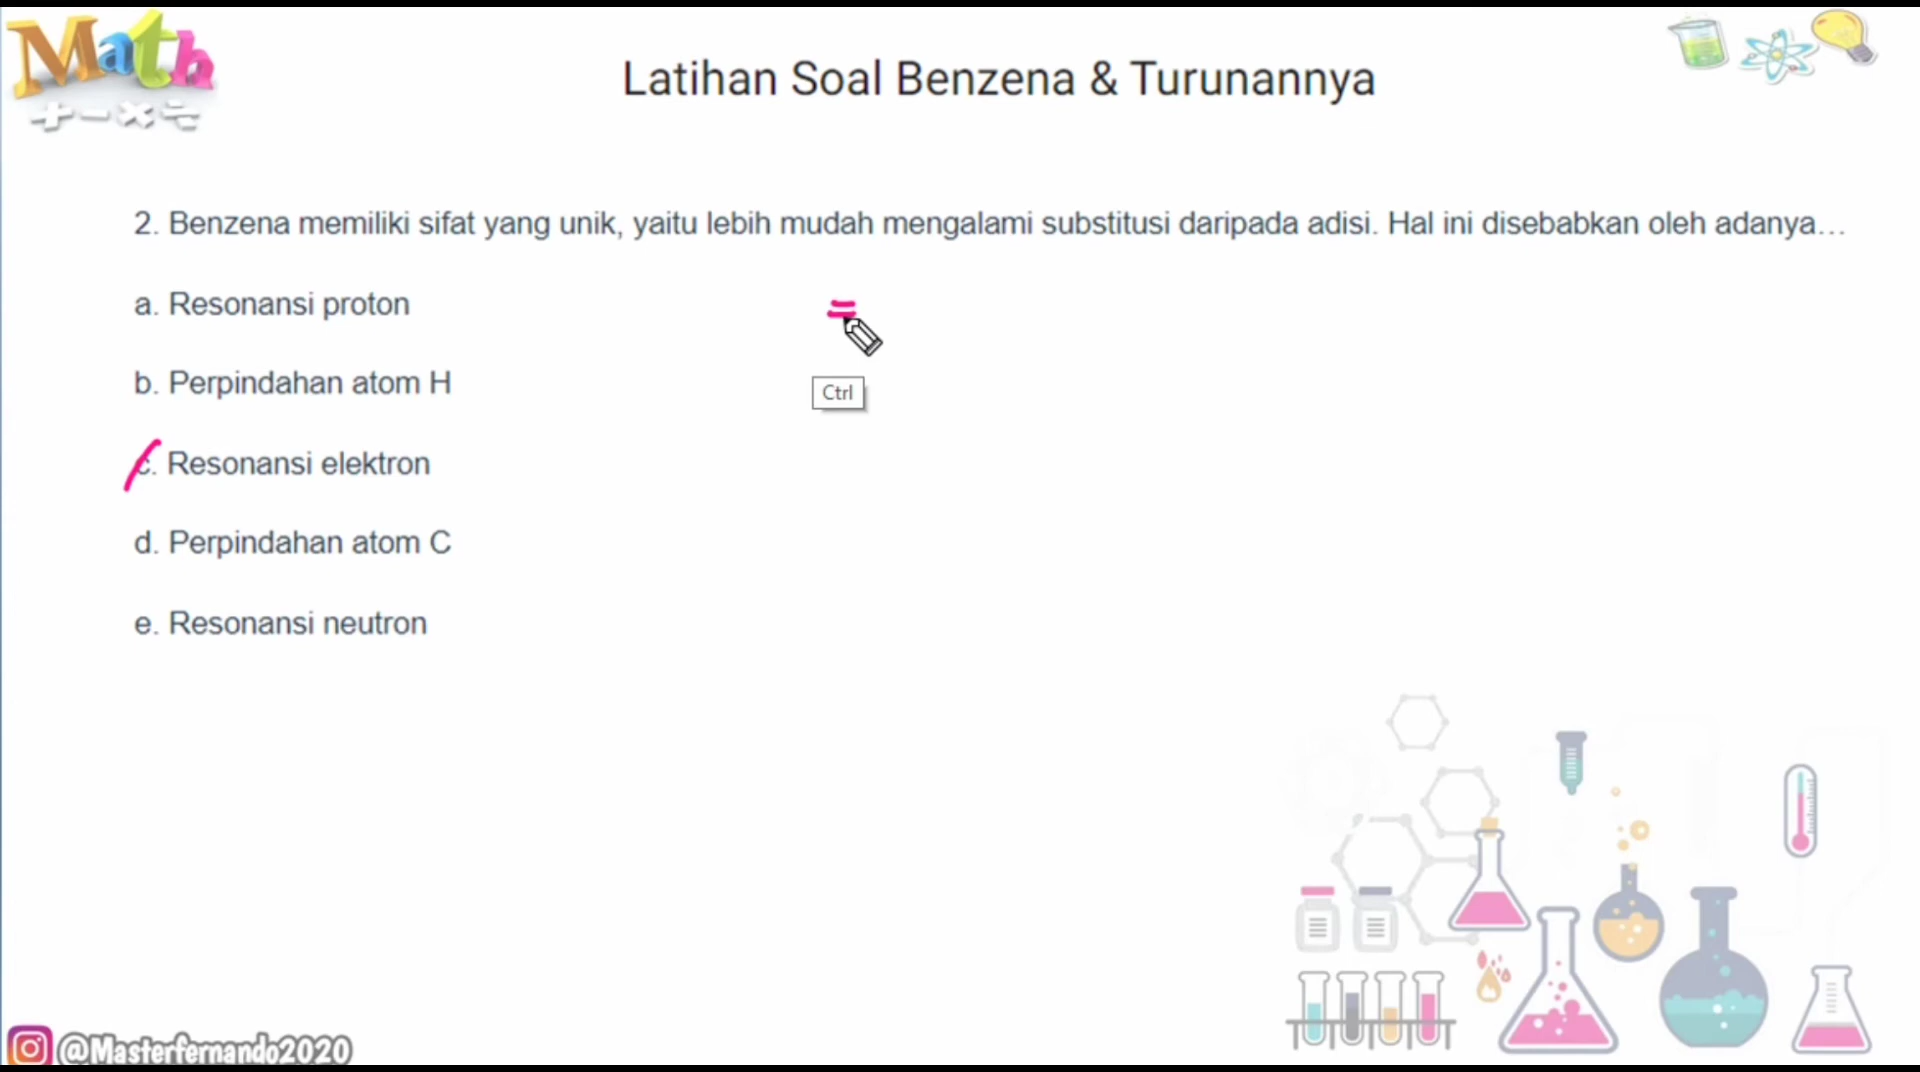 Math
+ − × ÷
Latihan Soal Benzena & Turunannya
2. Benzena memiliki sifat yang unik, yaitu lebih mudah mengalami substitusi daripada adisi. Hal ini disebabkan oleh adanya...
a. Resonansi proton
=
b. Perpindahan atom H
Ctrl
c. Resonansi elektron
d. Perpindahan atom C
e. Resonansi neutron
@Masterfernando2020